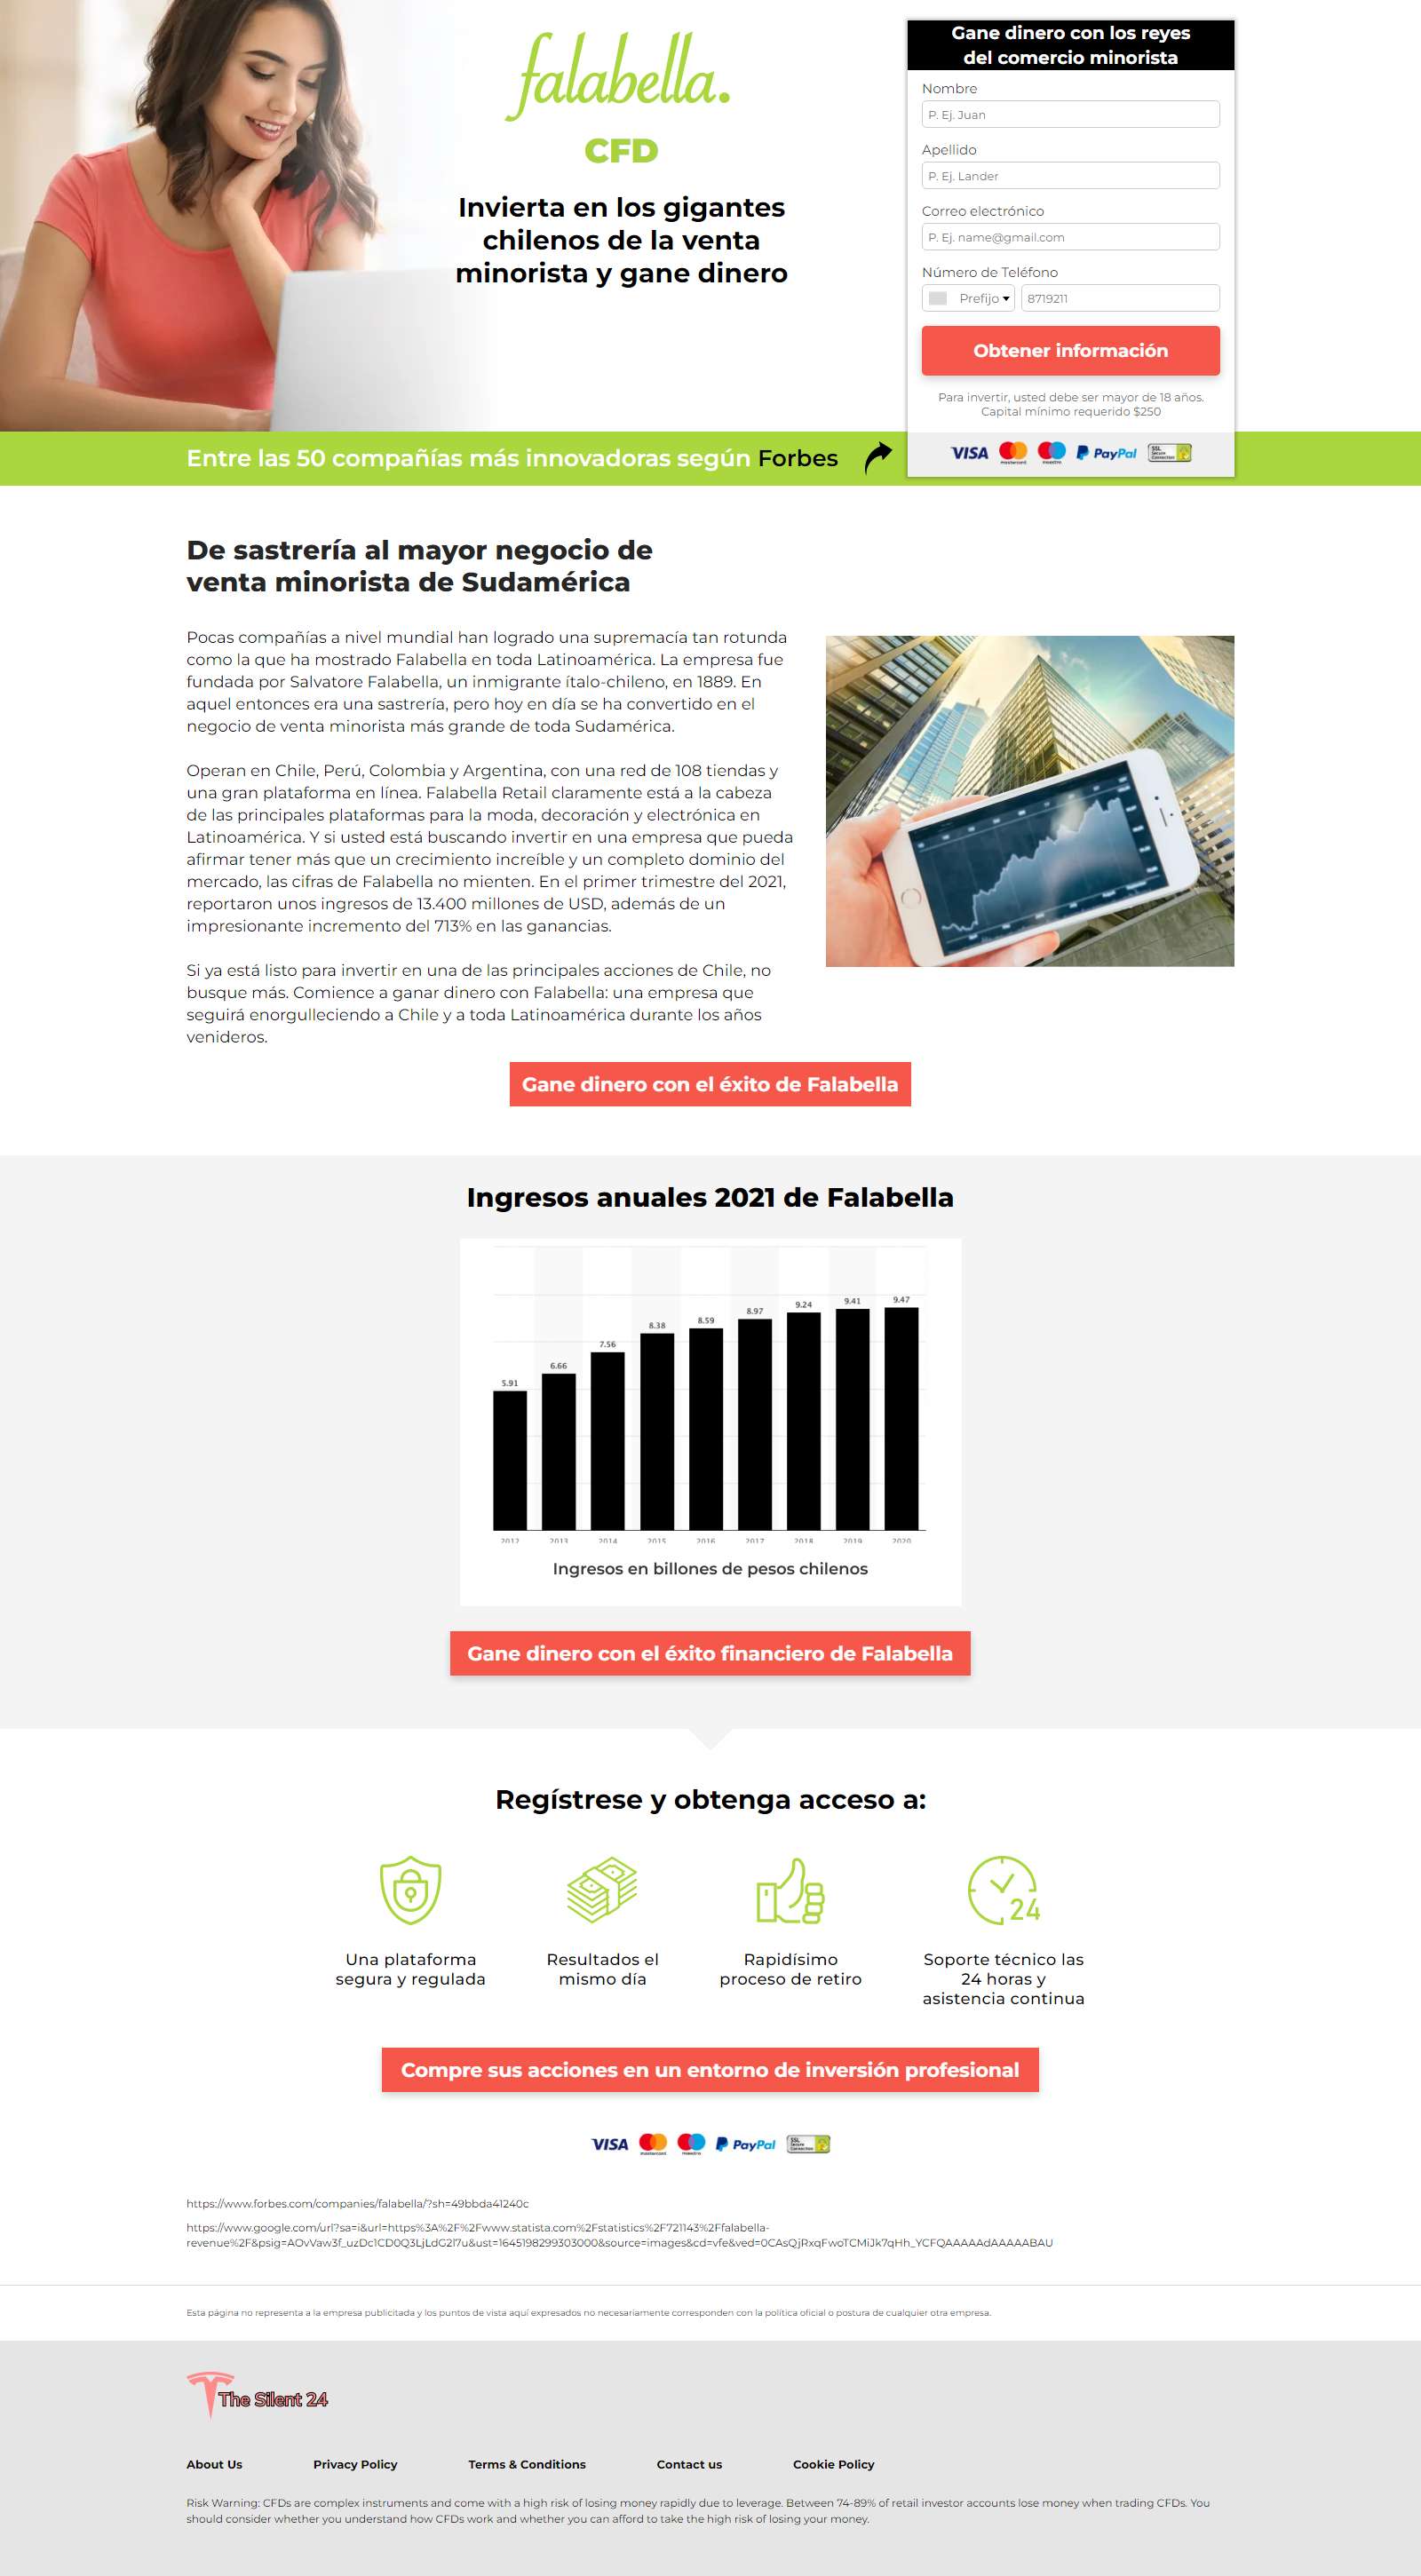 falabella.
CFD
Invierta en los gigantes
chilenos de la venta
minorista y gane dinero
Gane dinero con los reyes
del comercio minorista
Nombre
P. Ej. Juan
Apellido
P. Ej. Lander
Correo electrónico
P. Ej. name@gmail.com
Número de Teléfono
Prefijo
8719211
Obtener información
Para invertir, usted debe ser mayor de 18 años.
Capital mínimo requerido $250
VISA mastercard maestro PayPal SSL Secure Connection
Entre las 50 compañías más innovadoras según Forbes
De sastrería al mayor negocio de
venta minorista de Sudamérica
Pocas compañías a nivel mundial han logrado una supremacía tan rotunda
como la que ha mostrado Falabella en toda Latinoamérica. La empresa fue
fundada por Salvatore Falabella, un inmigrante ítalo-chileno, en 1889. En
aquel entonces era una sastrería, pero hoy en día se ha convertido en el
negocio de venta minorista más grande de toda Sudamérica.
Operan en Chile, Perú, Colombia y Argentina, con una red de 108 tiendas y
una gran plataforma en línea. Falabella Retail claramente está a la cabeza
de las principales plataformas para la moda, decoración y electrónica en
Latinoamérica. Y si usted está buscando invertir en una empresa que pueda
afirmar tener más que un crecimiento increíble y un completo dominio del
mercado, las cifras de Falabella no mienten. En el primer trimestre del 2021,
reportaron unos ingresos de 13.400 millones de USD, además de un
impresionante incremento del 713% en las ganancias.
Si ya está listo para invertir en una de las principales acciones de Chile, no
busque más. Comience a ganar dinero con Falabella: una empresa que
seguirá enorgulleciendo a Chile y a toda Latinoamérica durante los años
venideros.
Gane dinero con el éxito de Falabella
Ingresos anuales 2021 de Falabella
5.91 6.66 7.56 8.38 8.59 8.97 9.24 9.41 9.47
2012 2013 2014 2015 2016 2017 2018 2019 2020
Ingresos en billones de pesos chilenos
Gane dinero con el éxito financiero de Falabella
Regístrese y obtenga acceso a:
24
Una plataforma
segura y regulada
Resultados el
mismo día
Rapidísimo
proceso de retiro
Soporte técnico las
24 horas y
asistencia continua
Compre sus acciones en un entorno de inversión profesional
VISA mastercard maestro PayPal SSL Secure Connection
https://www.forbes.com/companies/falabella/?sh=49bbda41240c
https://www.google.com/url?sa=i&url=https%3A%2F%2Fwww.statista.com%2Fstatistics%2F721143%2Ffalabella-
revenue%2F&psig=AOvVaw3f_uzDc1CD0Q3LjLdG2I7u&ust=1645198299303000&source=images&cd=vfe&ved=0CAsQjRxqFwoTCMiJk7qHh_YCFQAAAAAdAAAAABAU
Esta página no representa a la empresa publicitada y los puntos de vista aquí expresados no necesariamente corresponden con la política oficial o postura de cualquier otra empresa.
The Silent 24
About Us
Privacy Policy
Terms & Conditions
Contact us
Cookie Policy
Risk Warning: CFDs are complex instruments and come with a high risk of losing money rapidly due to leverage. Between 74-89% of retail investor accounts lose money when trading CFDs. You
should consider whether you understand how CFDs work and whether you can afford to take the high risk of losing your money.